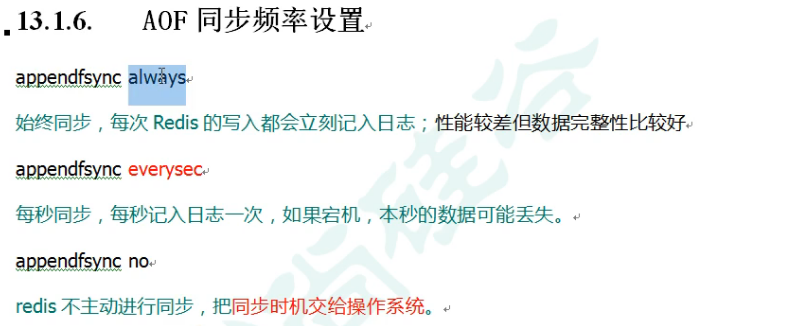 13.1.6. AOF 同步频率设置
appendfsync always
始终同步，每次 Redis 的写入都会立刻记入日志；性能较差但数据完整性比较好
appendfsync everysec
每秒同步，每秒记入日志一次，如果宕机，本秒的数据可能丢失。
appendfsync no
redis 不主动进行同步，把同步时机交给操作系统。
尚硅谷